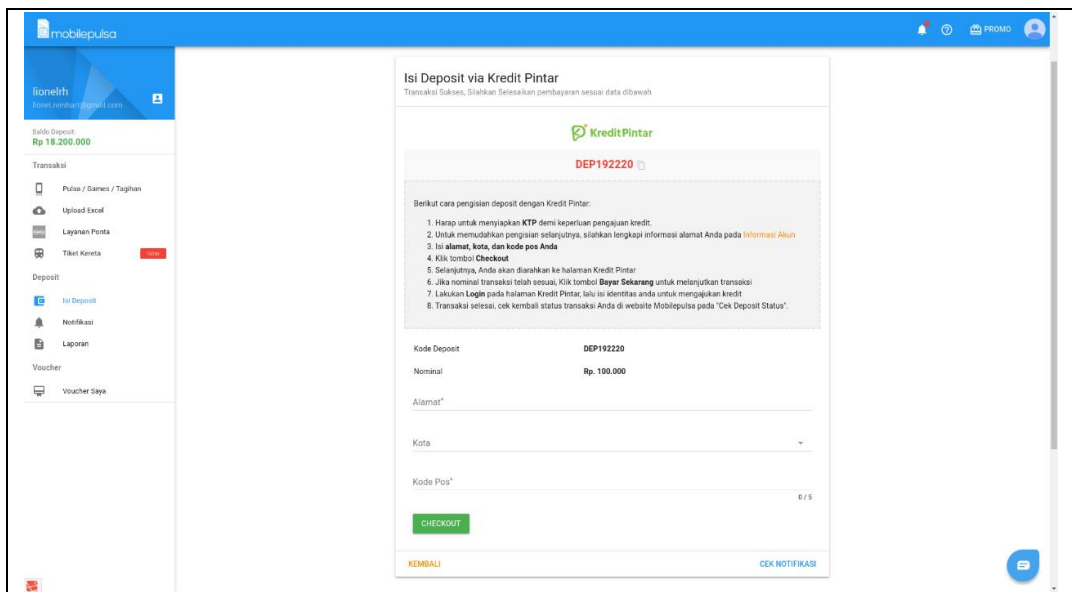 mobilepulsa
PROMO
lionelrh
lionel.reinhart@gmail.com
Saldo Deposit
Rp 18.200.000
Transaksi
Pulsa / Games / Tagihan
Upload Excel
Layanan Ponta
Tiket Kereta
new
Deposit
Isi Deposit
Notifikasi
Laporan
Voucher
Voucher Saya
Isi Deposit via Kredit Pintar
Transaksi Sukses, Silahkan Selesaikan pembayaran sesuai data dibawah
KreditPintar
DEP192220
Berikut cara pengisian deposit dengan Kredit Pintar:
1. Harap untuk menyiapkan KTP demi keperluan pengajuan kredit.
2. Untuk memudahkan pengisian selanjutnya, silahkan lengkapi informasi alamat Anda pada Informasi Akun
3. Isi alamat, kota, dan kode pos Anda
4. Klik tombol Checkout
5. Selanjutnya, Anda akan diarahkan ke halaman Kredit Pintar
6. Jika nominal transaksi telah sesuai, Klik tombol Bayar Sekarang untuk melanjutkan transaksi
7. Lakukan Login pada halaman Kredit Pintar, lalu isi identitas anda untuk mengajukan kredit
8. Transaksi selesai, cek kembali status transaksi Anda di website Mobilepulsa pada "Cek Deposit Status".
Kode Deposit DEP192220
Nominal Rp. 100.000
Alamat*
Kota
Kode Pos*
0 / 5
CHECKOUT
KEMBALI
CEK NOTIFIKASI